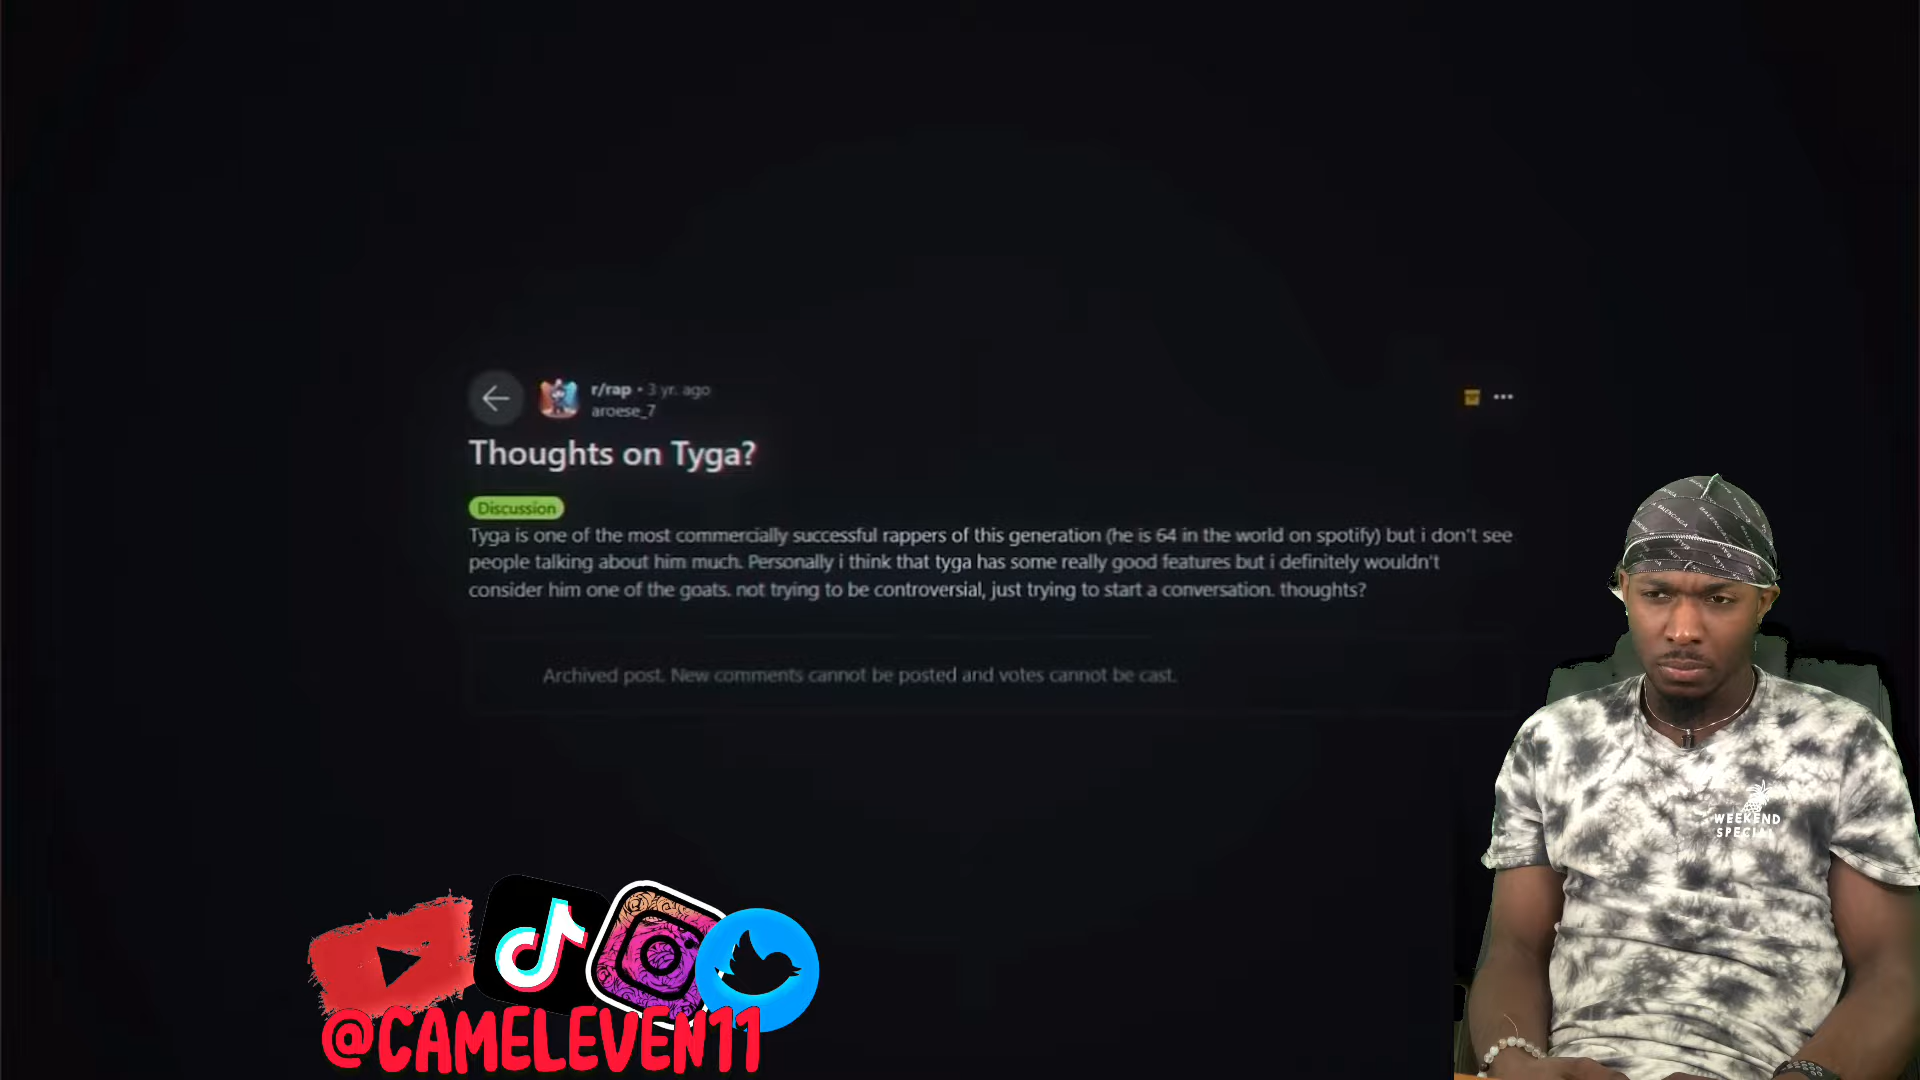 r/rap • 3 yr. ago
aroese_7
Thoughts on Tyga?
Discussion
Tyga is one of the most commercially successful rappers of this generation (he is 64 in the world on spotify) but i don't see
people talking about him much. Personally i think that tyga has some really good features but i definitely wouldn't
consider him one of the goats. not trying to be controversial, just trying to start a conversation. thoughts?
Archived post. New comments cannot be posted and votes cannot be cast.
WEEKEND
SPECIAL
@CAMELEVEN11